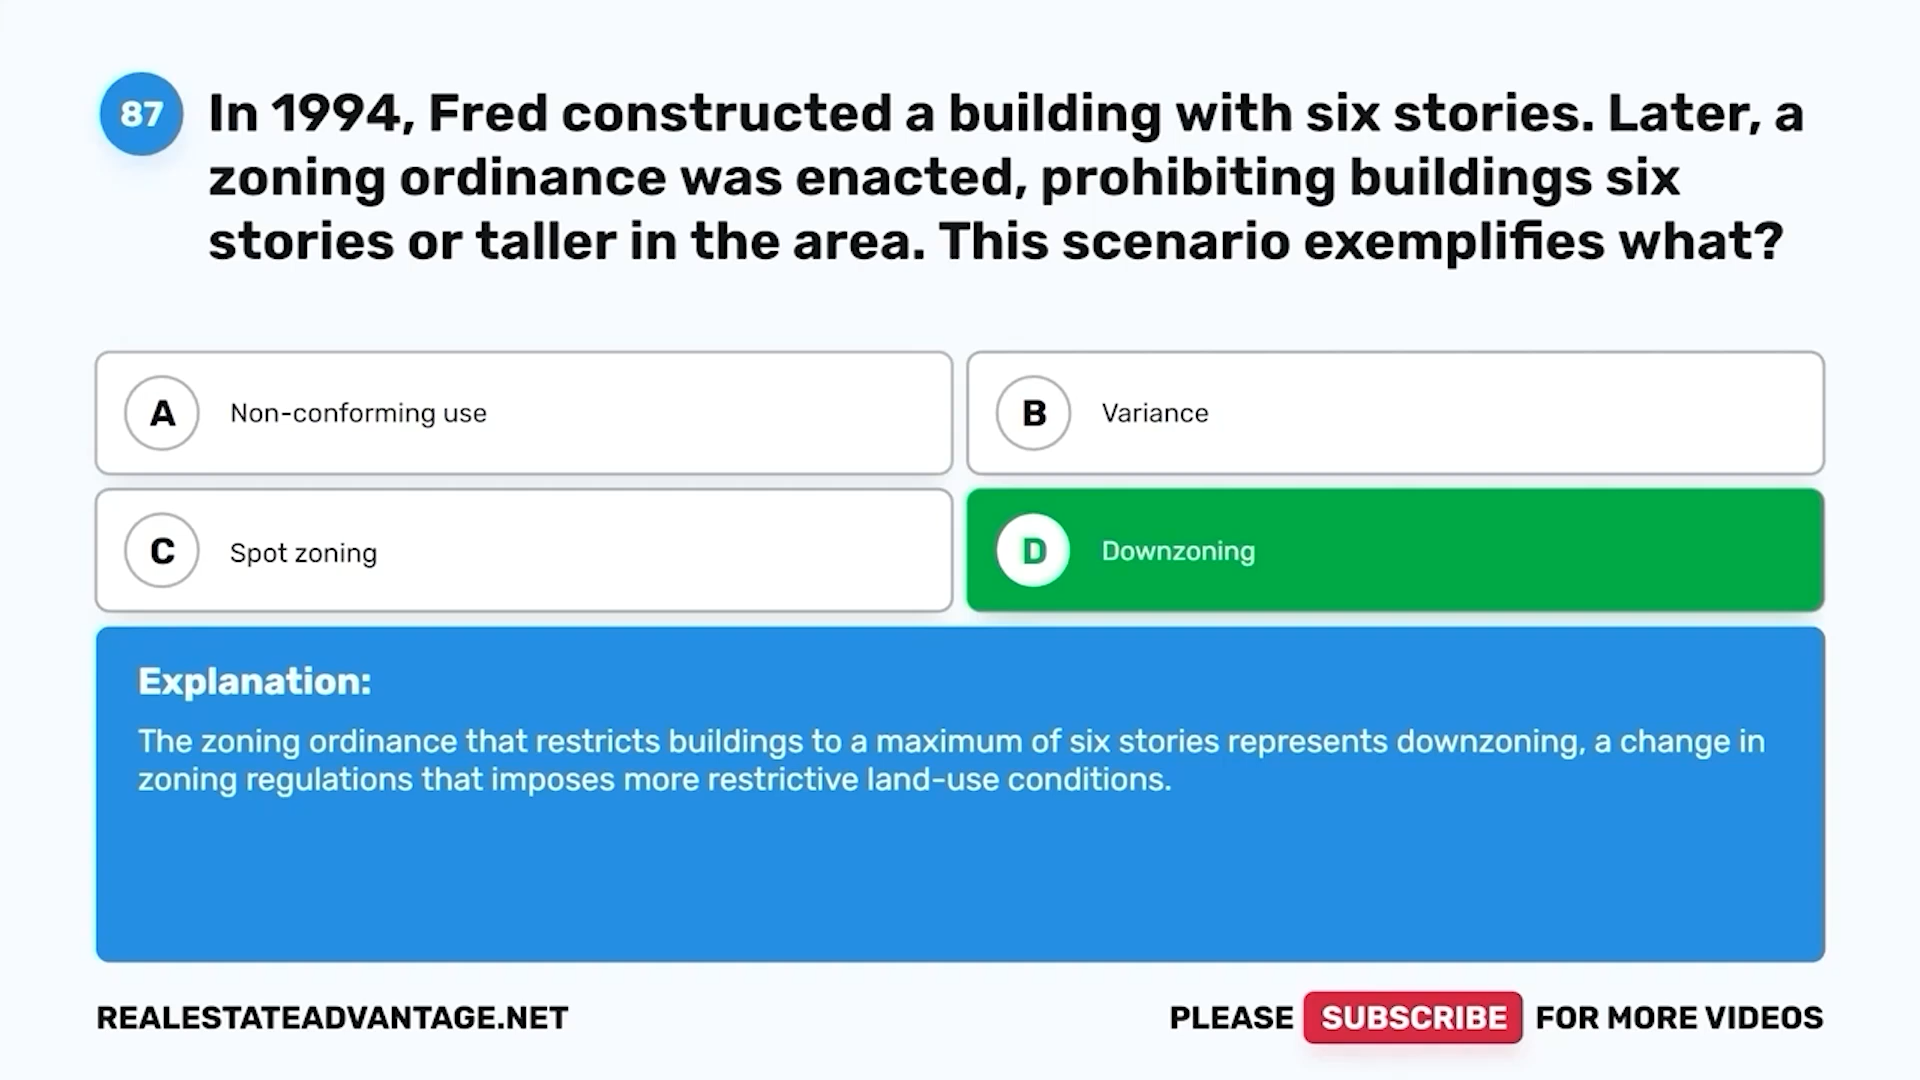 87
In 1994, Fred constructed a building with six stories. Later, a
zoning ordinance was enacted, prohibiting buildings six
stories or taller in the area. This scenario exemplifies what?
A Non-conforming use
B Variance
C Spot zoning
D Downzoning
Explanation:
The zoning ordinance that restricts buildings to a maximum of six stories represents downzoning, a change in
zoning regulations that imposes more restrictive land-use conditions.
REALESTATEADVANTAGE.NET
PLEASE SUBSCRIBE FOR MORE VIDEOS